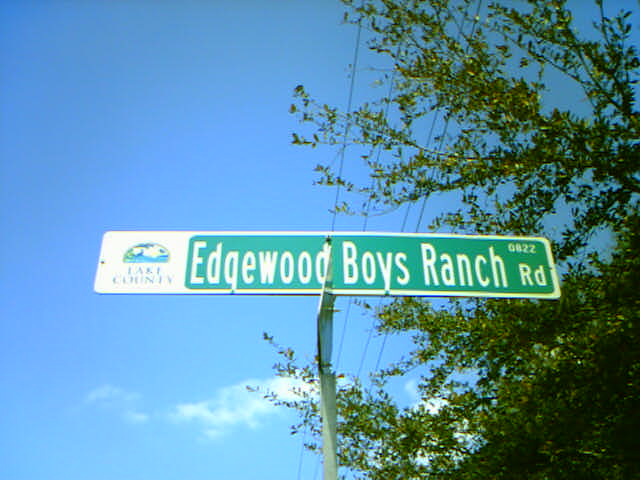 LAKE
COUNTY
Edgewood Boys Ranch Rd
0822